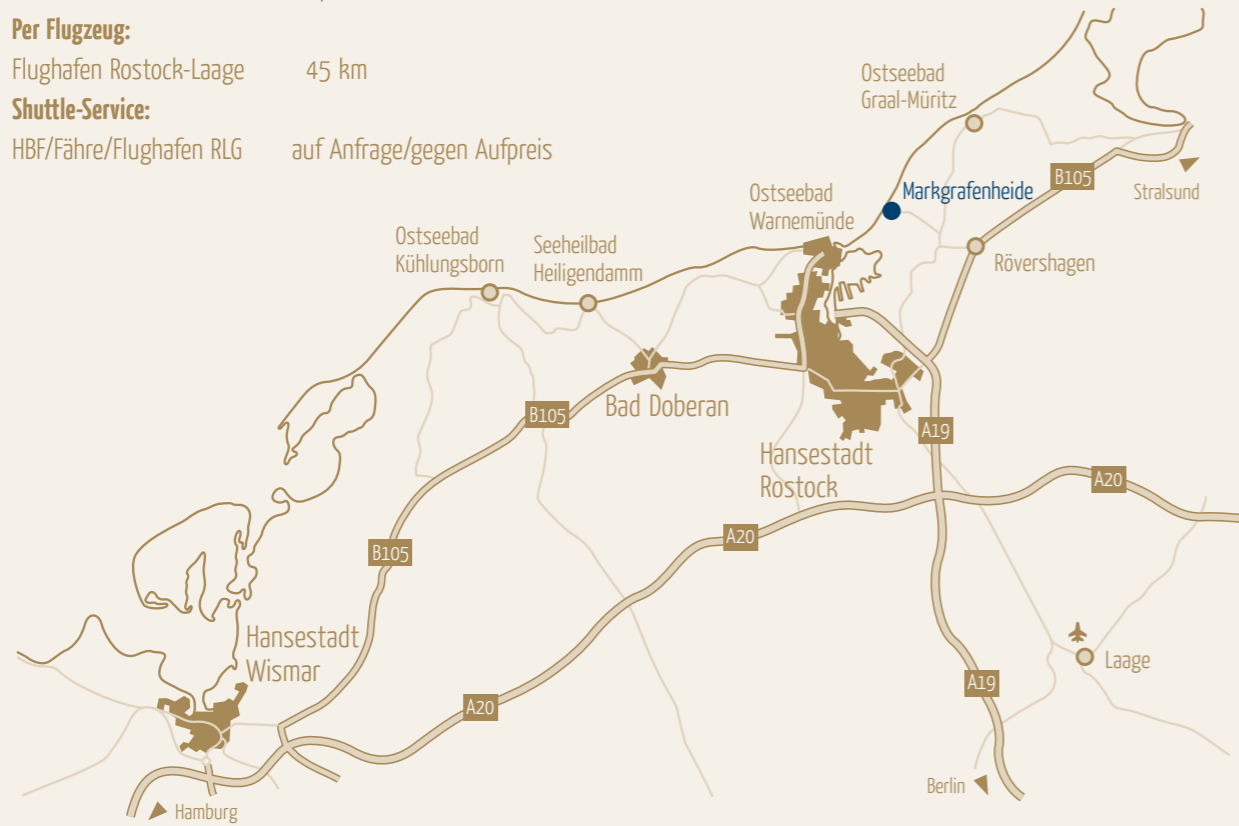 Per Flugzeug:
Flughafen Rostock-Laage 45 km
Shuttle-Service:
HBF/Fähre/Flughafen RLG auf Anfrage/gegen Aufpreis
Ostseebad
Graal-Müritz
B105
Stralsund
Markgrafenheide
Ostseebad
Warnemünde
Rövershagen
Ostseebad
Kühlungsborn
Seeheilbad
Heiligendamm
Bad Doberan
B105
A19
Hansestadt
Rostock
A20
A20
B105
Hansestadt
Wismar
Laage
A19
A20
Berlin
Hamburg